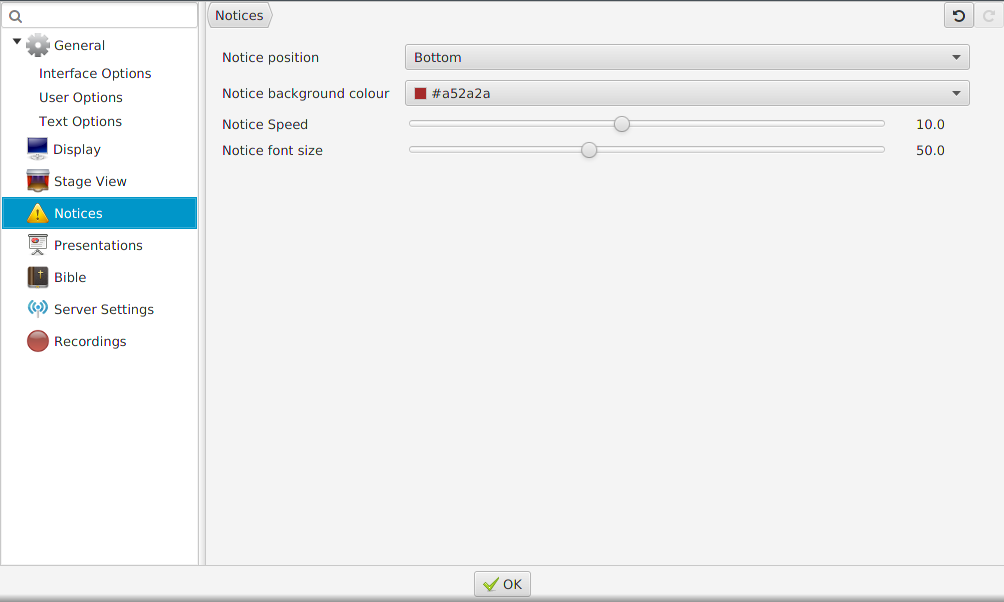 Notices
General
Interface Options
User Options
Text Options
Display
Stage View
Notices
Presentations
Bible
Server Settings
Recordings
Notice position Bottom
Notice background colour #a52a2a
Notice Speed 10.0
Notice font size 50.0
OK